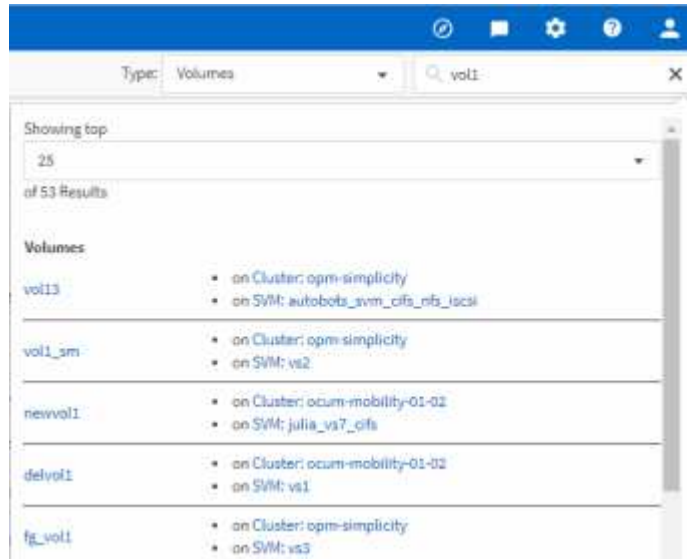 Type: Volumes vol1
Showing top
25
of 53 Results
Volumes
vol13
on Cluster: opm-simplicity
on SVM: autobots_svm_cifs_nfs_iscsi
vol1_sm
on Cluster: opm-simplicity
on SVM: vs2
newvol1
on Cluster: ocum-mobility-01-02
on SVM: julia_vs7_cifs
delvol1
on Cluster: ocum-mobility-01-02
on SVM: vs1
fg_vol1
on Cluster: opm-simplicity
on SVM: vs3